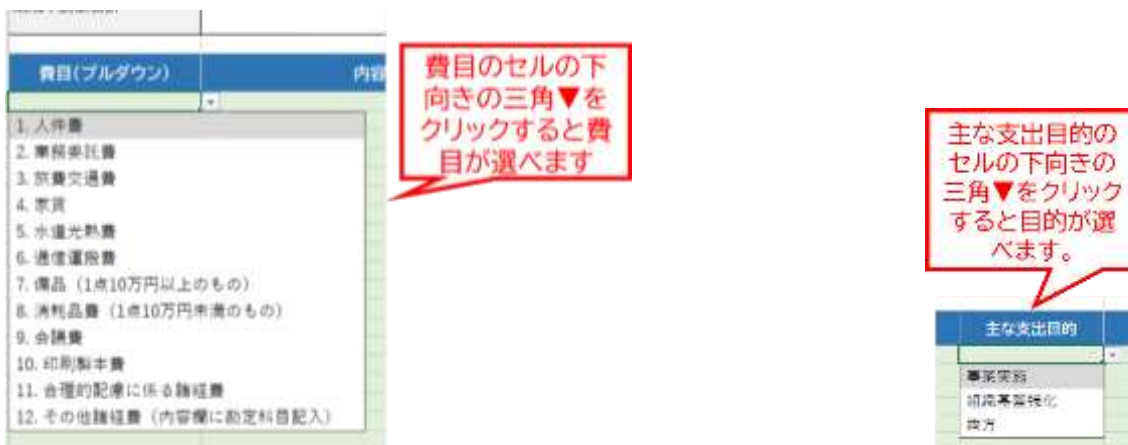 費目(プルダウン)
内容
1. 人件費
2. 業務委託費
3. 旅費交通費
4. 家賃
5. 水道光熱費
6. 通信運搬費
7. 備品（1点10万円以上のもの）
8. 消耗品費（1点10万円未満のもの）
9. 会議費
10. 印刷製本費
11. 合理的配慮に係る諸経費
12. その他諸経費（内容欄に勘定科目記入）
費目のセルの下
向きの三角▼を
クリックすると費
目が選べます
主な支出目的の
セルの下向きの
三角▼をクリック
すると目的が選
べます。
主な支出目的
事業実施
組織基盤強化
両方